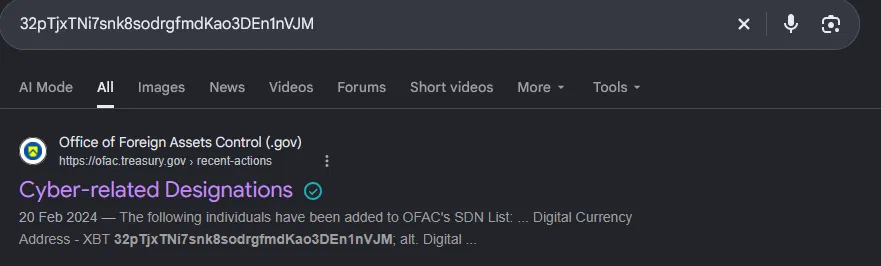 32pTjxTNi7snk8sodrgfmdKao3DEn1nVJM
AI Mode All Images News Videos Forums Short videos More Tools
Office of Foreign Assets Control (.gov)
https://ofac.treasury.gov › recent-actions
Cyber-related Designations
20 Feb 2024 — The following individuals have been added to OFAC's SDN List: ... Digital Currency
Address - XBT 32pTjxTNi7snk8sodrgfmdKao3DEn1nVJM; alt. Digital ...